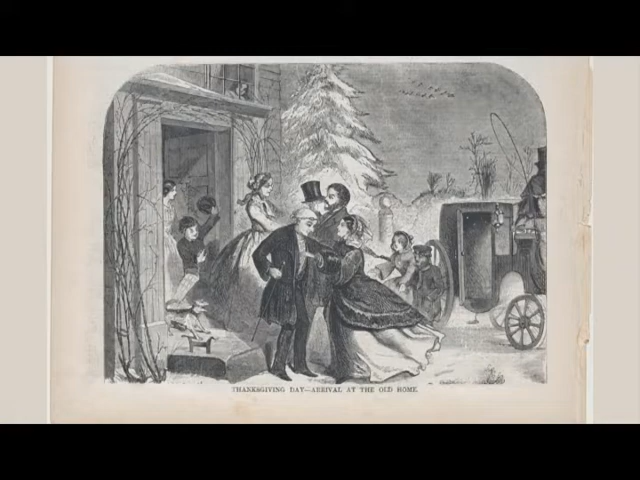 THANKSGIVING DAY—ARRIVAL AT THE OLD HOME.